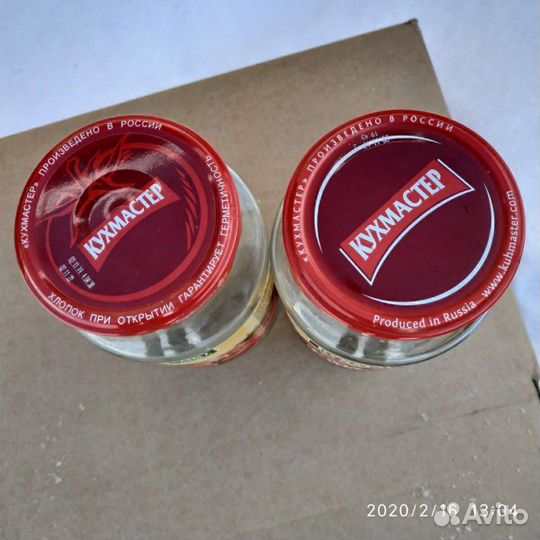 «КУХМАСТЕР» ПРОИЗВЕДЕНО В РОССИИ
КУХМАСТЕР
ХЛОПОК ПРИ ОТКРЫТИИ ГАРАНТИРУЕТ ГЕРМЕТИЧНОСТЬ
«КУХМАСТЕР» ПРОИЗВЕДЕНО В РОССИИ
КУХМАСТЕР
www.kuhmaster.com
Produced in Russia
2020/2/16 13:04
Avito